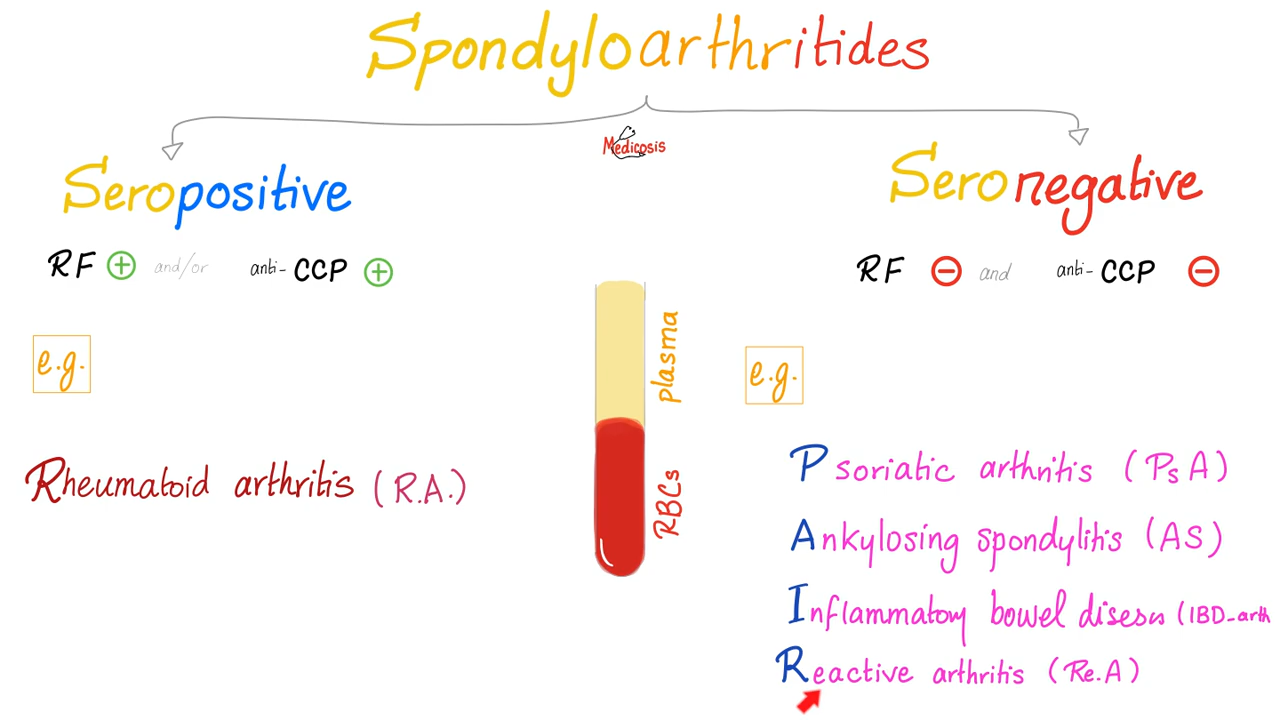 Spondyloarthritides
Medicosis
Seropositive
RF + and/or anti-CCP +
e.g.
Rheumatoid arthritis (R.A.)
plasma
RBCs
Seronegative
RF - and anti-CCP -
e.g.
Psoriatic arthritis (PsA)
Ankylosing spondylitis (AS)
Inflammatory bowel diseses (IBD-arth
Reactive arthritis (Re.A)